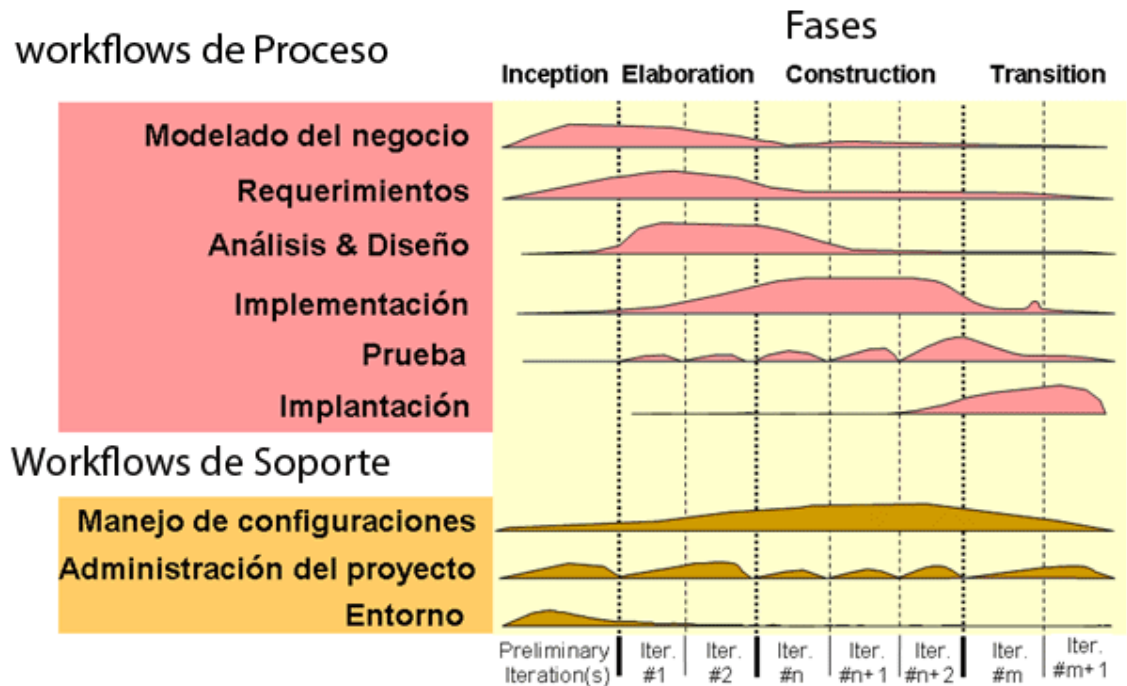 Fases
workflows de Proceso
Inception Elaboration Construction Transition
Modelado del negocio
Requerimientos
Análisis & Diseño
Implementación
Prueba
Implantación
Workflows de Soporte
Manejo de configuraciones
Administración del proyecto
Entorno
Preliminary Iter. Iter. Iter. Iter. Iter. Iter. Iter.
Iteration(s) #1 #2 #n #n+1 #n+2 #m #m+1